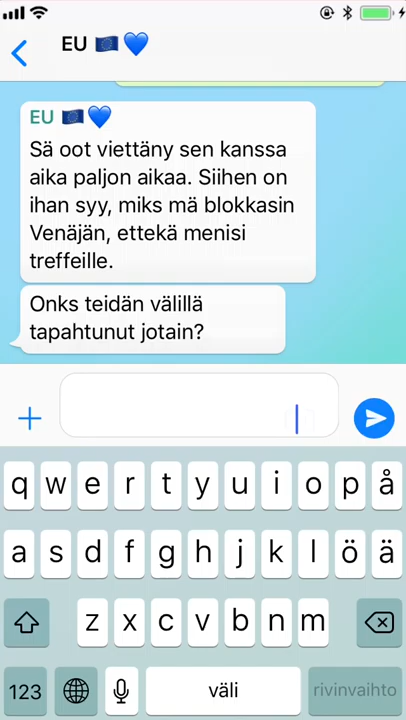 EU 🇪🇺💙
EU 🇪🇺💙
Sä oot viettäny sen kanssa
aika paljon aikaa. Siihen on
ihan syy, miks mä blokkasin
Venäjän, ettekä menisi
treffeille.
Onks teidän välillä
tapahtunut jotain?
q w e r t y u i o p å
a s d f g h j k l ö ä
z x c v b n m
123 väli rivinvaihto